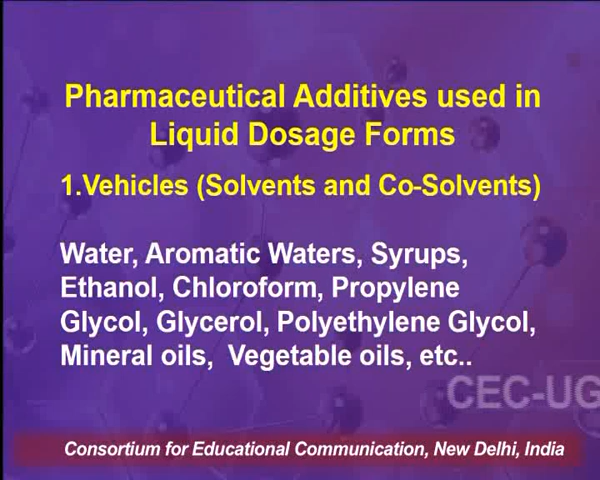 Pharmaceutical Additives used in
Liquid Dosage Forms
1.Vehicles (Solvents and Co-Solvents)
Water, Aromatic Waters, Syrups,
Ethanol, Chloroform, Propylene
Glycol, Glycerol, Polyethylene Glycol,
Mineral oils, Vegetable oils, etc..
CEC-UG
Consortium for Educational Communication, New Delhi, India